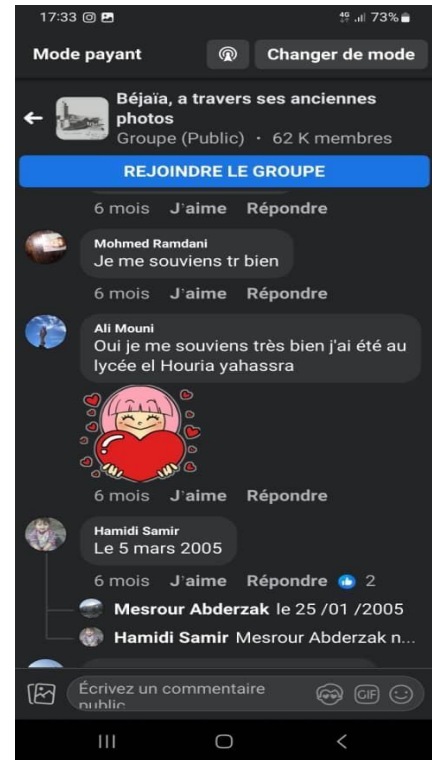 17:33
4G 73%
Mode payant
Changer de mode
Béjaïa, a travers ses anciennes
photos
Groupe (Public) · 62 K membres
REJOINDRE LE GROUPE
6 mois J'aime Répondre
Mohmed Ramdani
Je me souviens tr bien
6 mois J'aime Répondre
Ali Mouni
Oui je me souviens très bien j'ai été au
lycée el Houria yahassra
6 mois J'aime Répondre
Hamidi Samir
Le 5 mars 2005
6 mois J'aime Répondre 2
Mesrour Abderzak le 25 /01 /2005
Hamidi Samir Mesrour Abderzak n...
Écrivez un commentaire
public
GIF